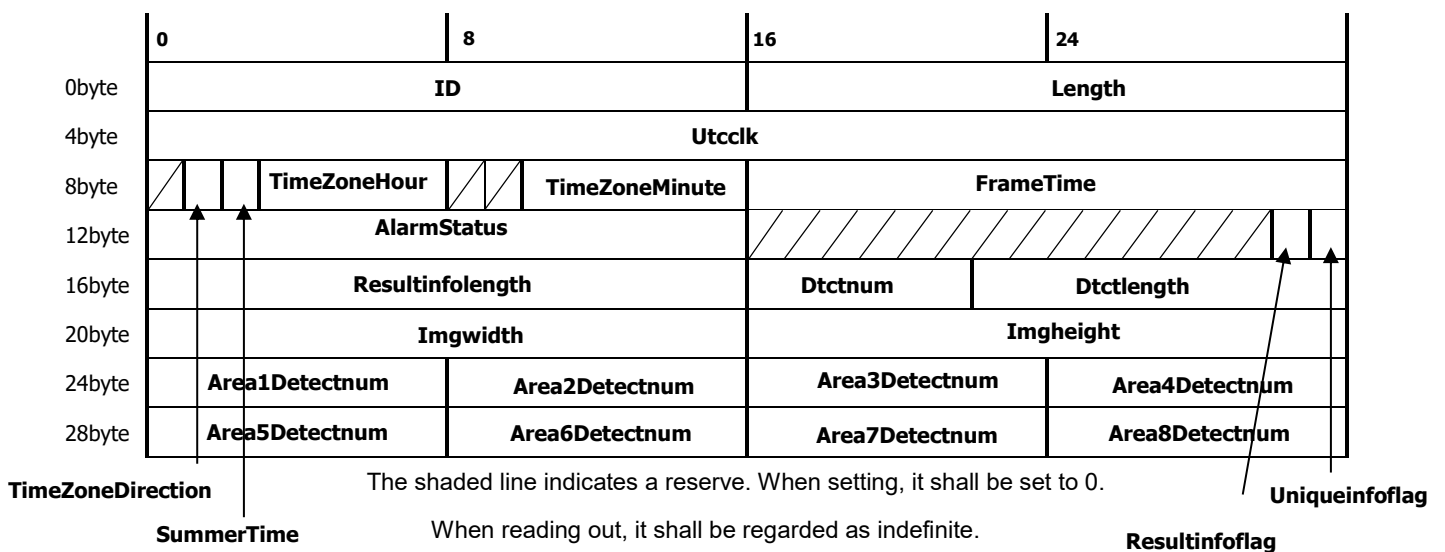 0 8 16 24
0byte ID Length
4byte Utcclk
8byte TimeZoneHour TimeZoneMinute FrameTime
12byte AlarmStatus
16byte Resultinfolength Dtctnum Dtctlength
20byte Imgwidth Imgheight
24byte Area1Detectnum Area2Detectnum Area3Detectnum Area4Detectnum
28byte Area5Detectnum Area6Detectnum Area7Detectnum Area8Detectnum
TimeZoneDirection The shaded line indicates a reserve. When setting, it shall be set to 0. Uniqueinfoflag
SummerTime When reading out, it shall be regarded as indefinite. Resultinfoflag